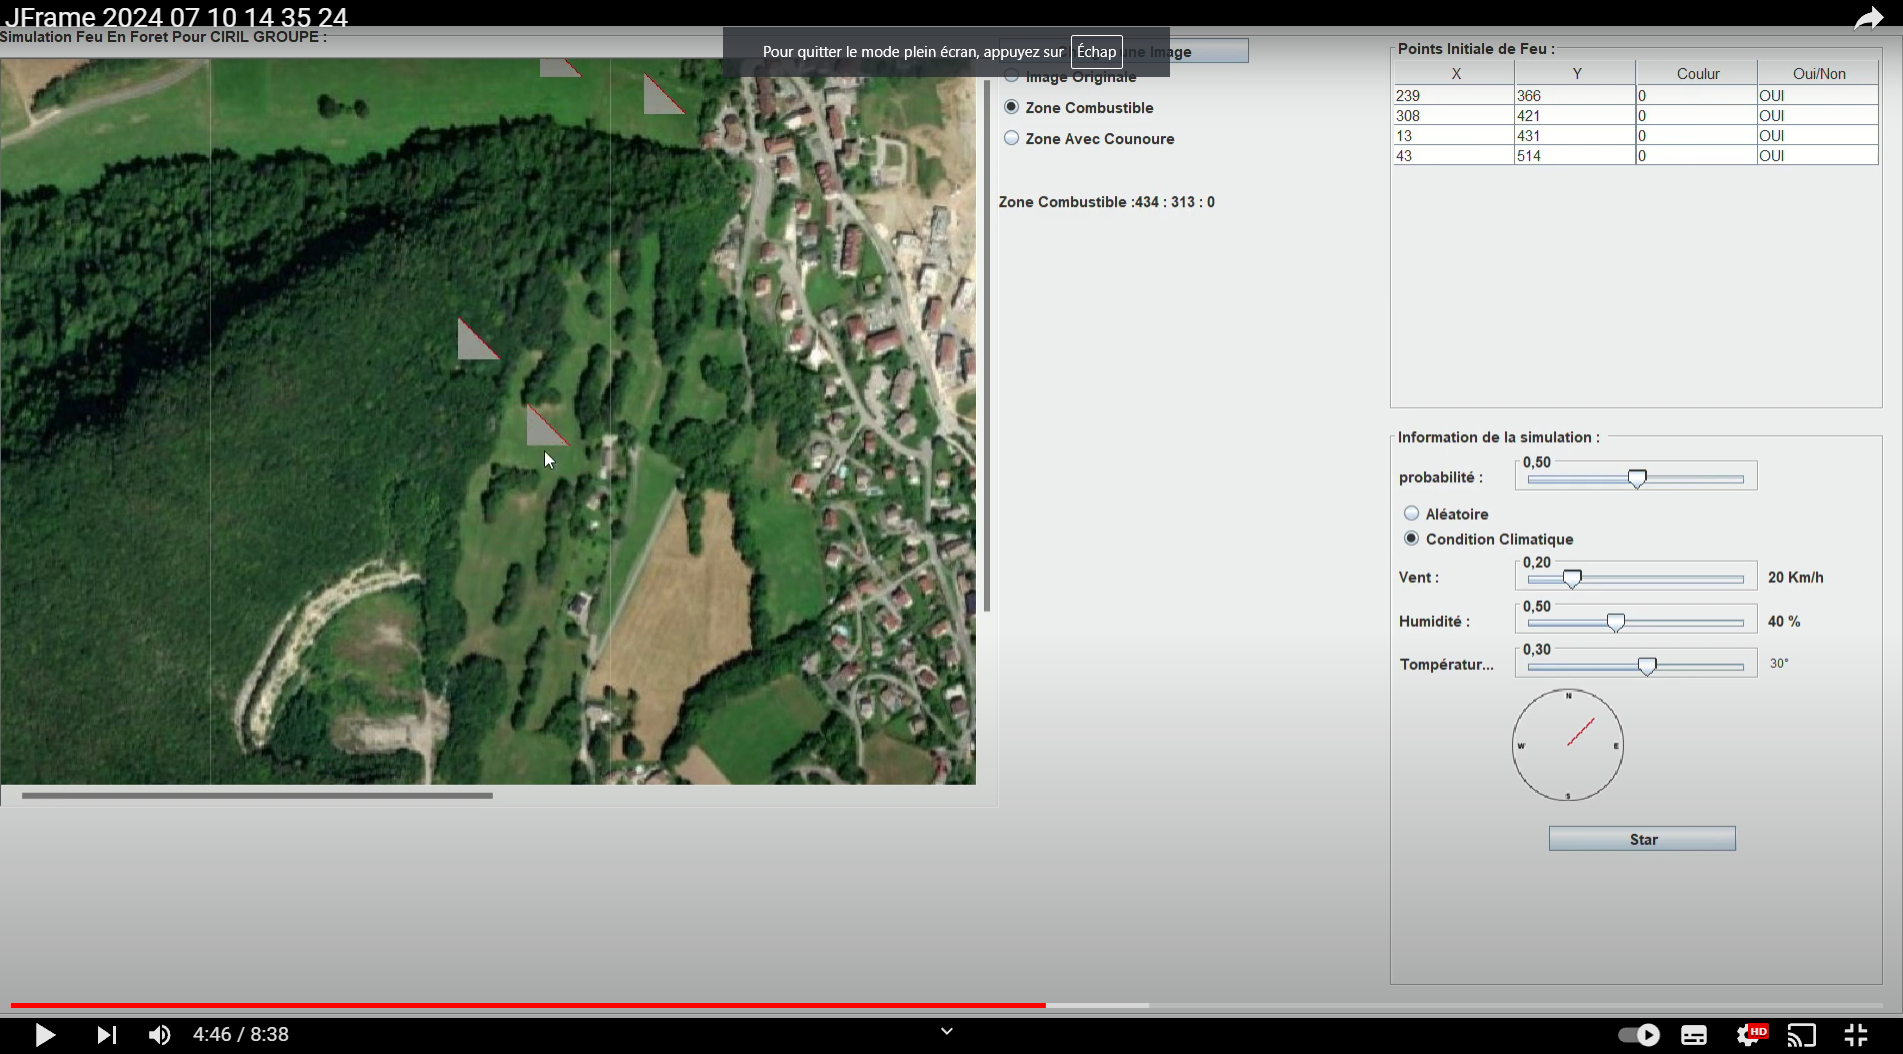 JFrame 2024 07 10 14 35 24
Simulation Feu En Foret Pour CIRIL GROUPE :
Pour quitter le mode plein écran, appuyez sur Échap
une Image
Image Originale
Zone Combustible
Zone Avec Counoure
Zone Combustible :434 : 313 : 0
Points Initiale de Feu :
X Y Coulur Oui/Non
239 366 0 OUI
308 421 0 OUI
13 431 0 OUI
43 514 0 OUI
Information de la simulation :
probabilité : 0,50
Aléatoire
Condition Climatique
Vent : 0,20 20 Km/h
Humidité : 0,50 40 %
Tompératur... 0,30 30°
N
W E
S
Star
4:46 / 8:38
HD